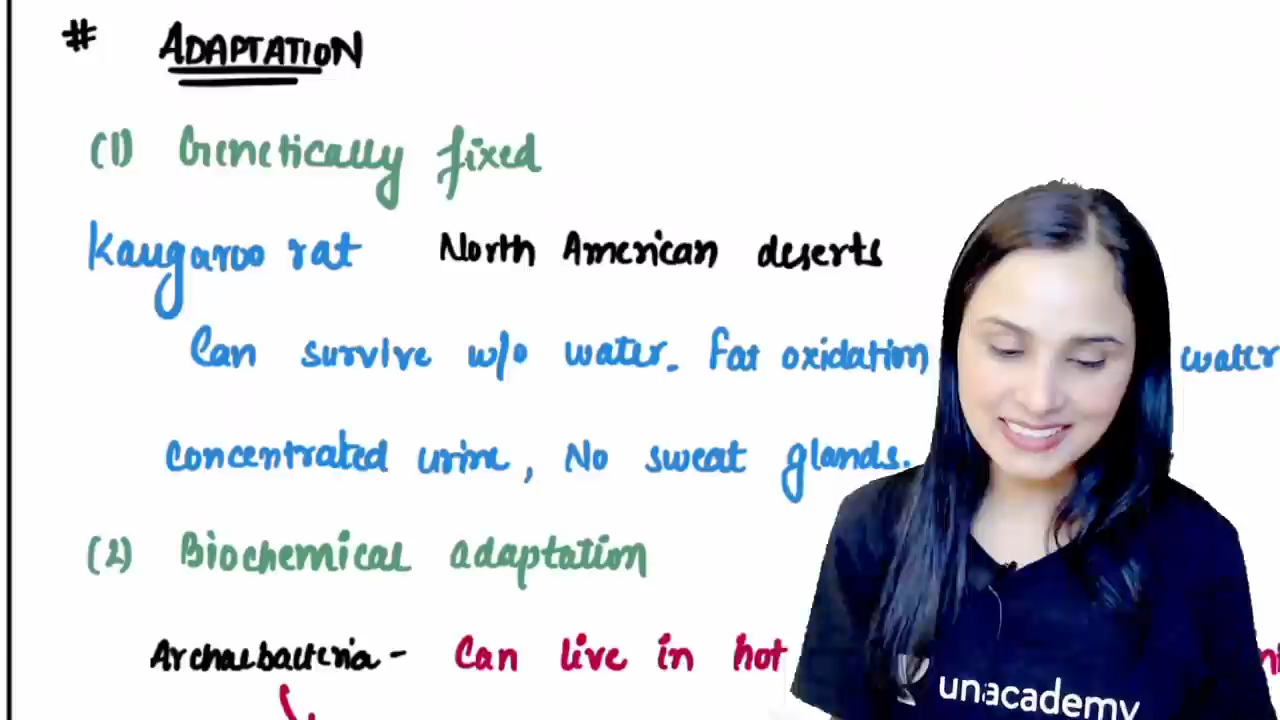 # ADAPTATION
(1) Genetically fixed
Kangaroo rat North American deserts
Can survive w/o water. Fat oxidation water
concentrated urine, No sweat glands.
(2) Biochemical adaptation
Archaebacteria - Can live in hot
unacademy